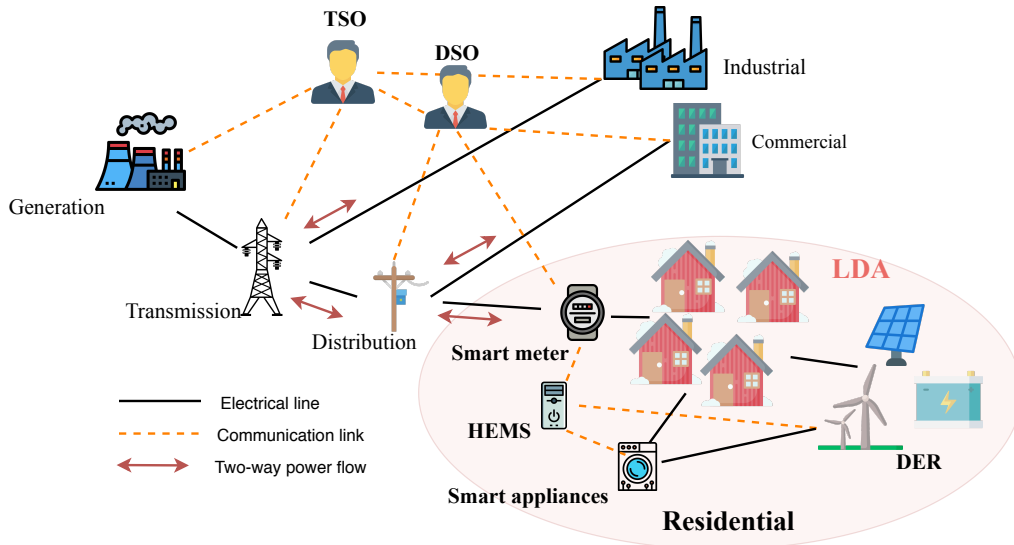 TSO
DSO
Industrial
Commercial
Generation
Transmission
Distribution
LDA
Smart meter
Electrical line
Communication link
Two-way power flow
HEMS
DER
Smart appliances
Residential